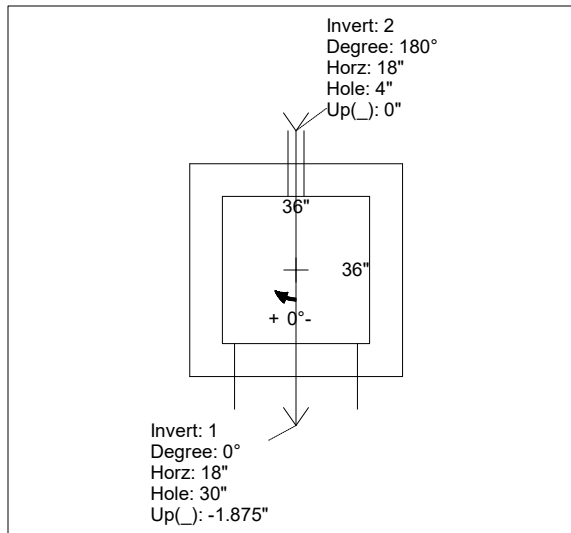 Invert: 2
Degree: 180°
Horz: 18"
Hole: 4"
Up(_): 0"
36"
36"
+ 0°-
Invert: 1
Degree: 0°
Horz: 18"
Hole: 30"
Up(_): -1.875"